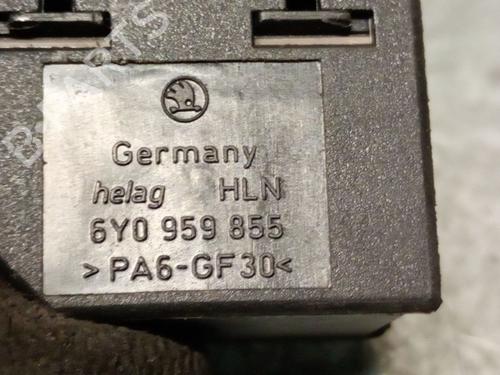 Germany
helag HLN
6Y0 959 855
>PA6-GF30<